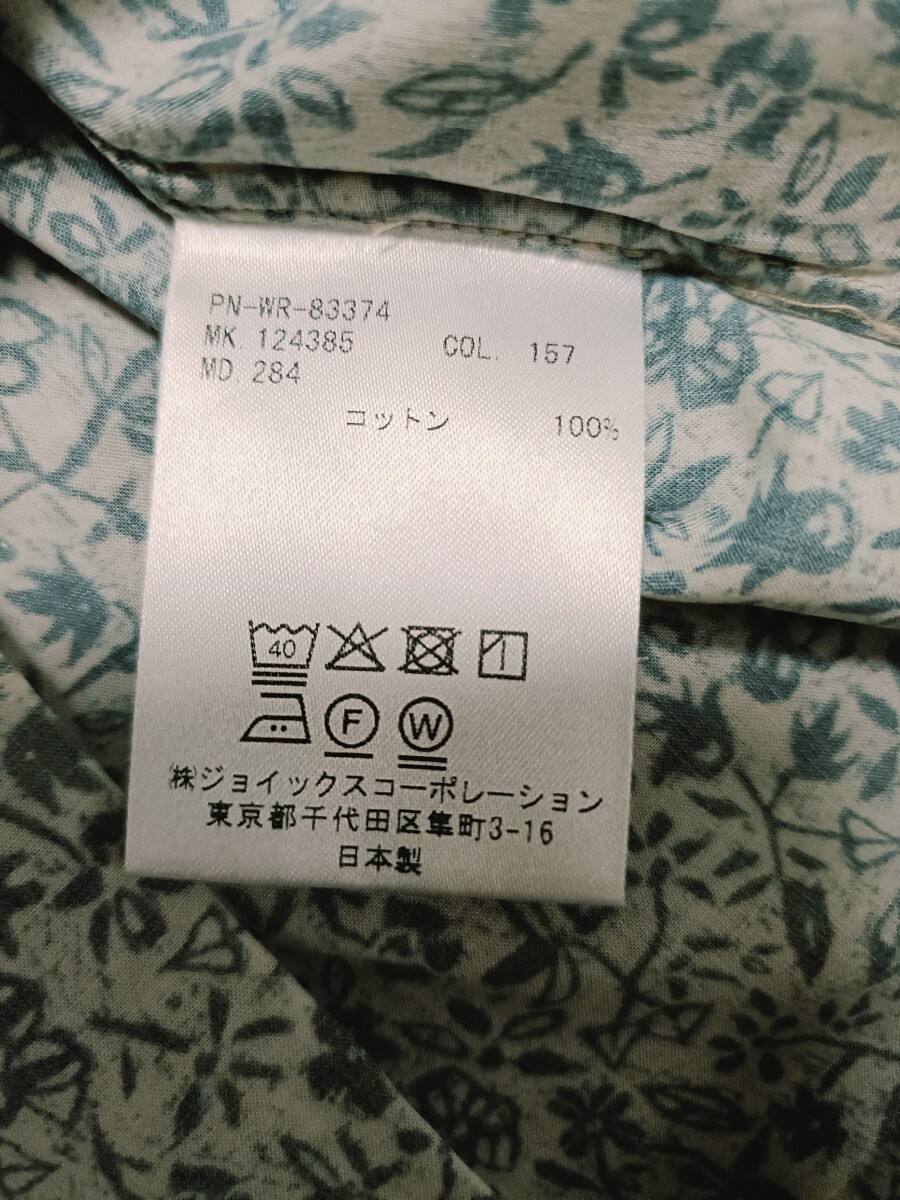 PN-WR-83374
MK. 124385 COL. 157
MD. 284
コットン 100%
40
F W
㈱ジョイックスコーポレーション
東京都千代田区隼町3-16
日本製